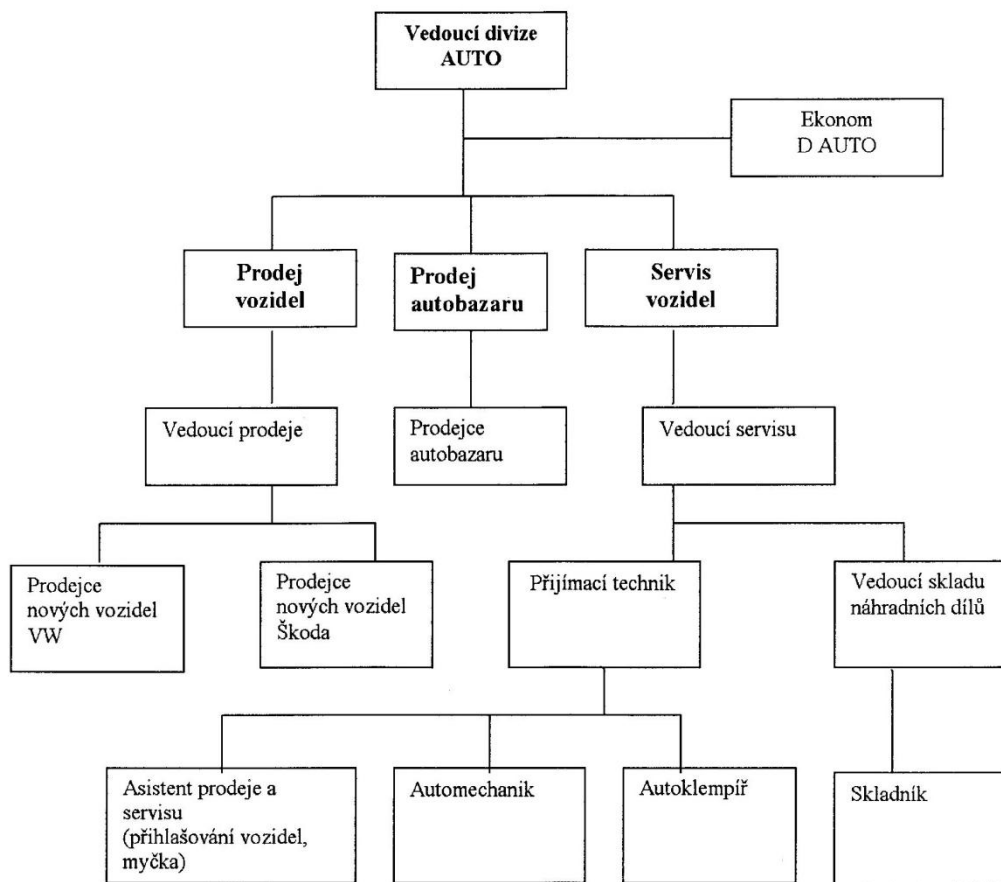 Vedoucí divize
AUTO
Ekonom
D AUTO
Prodej
vozidel
Prodej
autobazaru
Servis
vozidel
Vedoucí prodeje
Prodejce
autobazaru
Vedoucí servisu
Prodejce
nových vozidel
VW
Prodejce
nových vozidel
Škoda
Přijímací technik
Vedoucí skladu
náhradních dílů
Asistent prodeje a
servisu
(přihlašování vozidel,
myčka)
Automechanik
Autoklempíř
Skladník